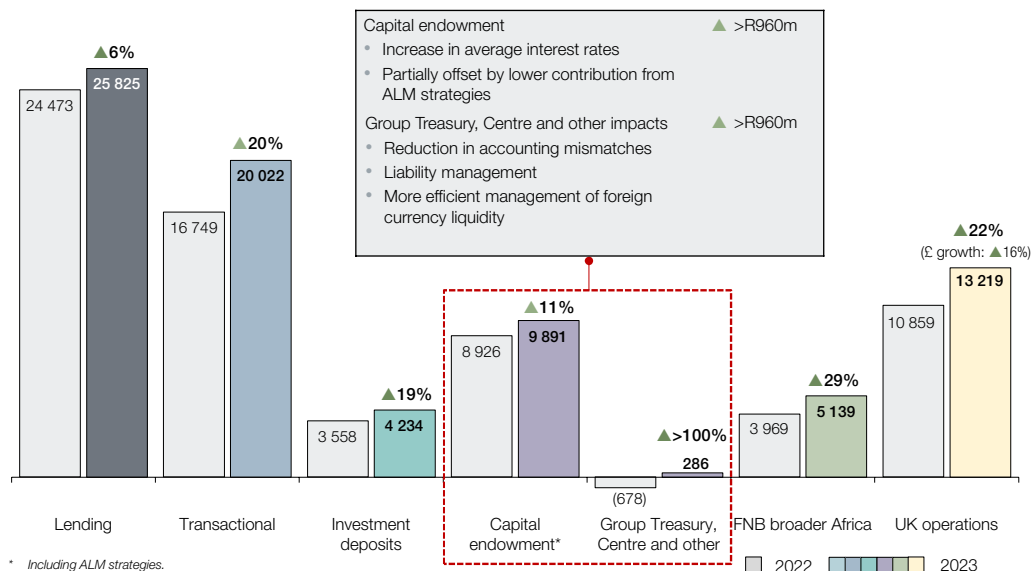 Capital endowment ▲ >R960m
• Increase in average interest rates
• Partially offset by lower contribution from
ALM strategies
Group Treasury, Centre and other impacts ▲ >R960m
• Reduction in accounting mismatches
• Liability management
• More efficient management of foreign
currency liquidity
▲6%
24 473
25 825
▲20%
16 749
20 022
▲19%
3 558
4 234
▲11%
8 926
9 891
▲>100%
(678)
286
▲29%
3 969
5 139
▲22%
(£ growth: ▲16%)
10 859
13 219
Lending
Transactional
Investment
deposits
Capital
endowment*
Group Treasury,
Centre and other
FNB broader Africa
UK operations
* Including ALM strategies.
2022
2023